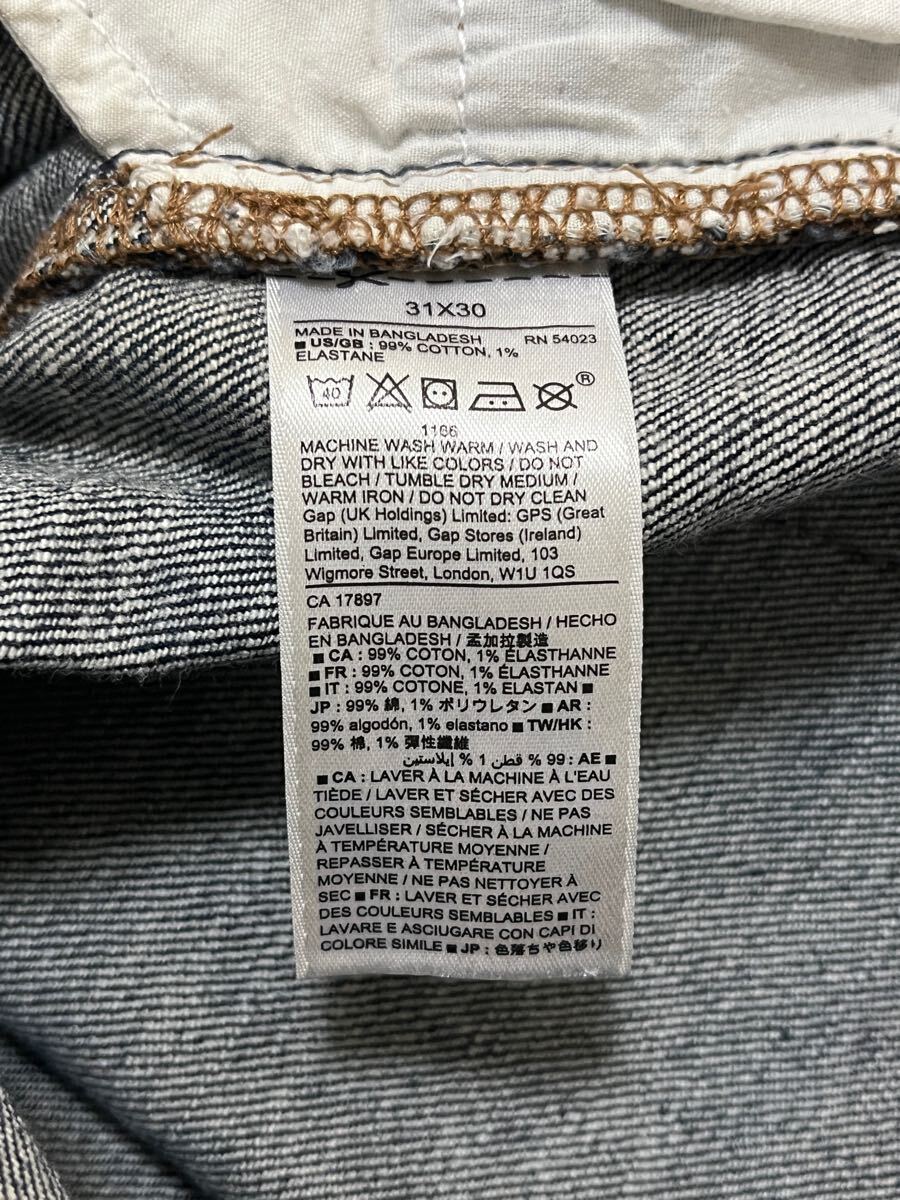 31X30
MADE IN BANGLADESH RN 54023
■ US/GB : 99% COTTON, 1%
ELASTANE
40
®
1166
MACHINE WASH WARM / WASH AND
DRY WITH LIKE COLORS / DO NOT
BLEACH / TUMBLE DRY MEDIUM /
WARM IRON / DO NOT DRY CLEAN
Gap (UK Holdings) Limited: GPS (Great
Britain) Limited, Gap Stores (Ireland)
Limited, Gap Europe Limited, 103
Wigmore Street, London, W1U 1QS
CA 17897
FABRIQUE AU BANGLADESH / HECHO
EN BANGLADESH / 孟加拉製造
■ CA : 99% COTON, 1% ÉLASTHANNE
■ FR : 99% COTON, 1% ÉLASTHANNE
■ IT : 99% COTONE, 1% ELASTAN ■
JP : 99% 綿, 1% ポリウレタン ■ AR :
99% algodón, 1% elastano ■ TW/HK :
99% 棉, 1% 彈性纖維
■ AE : 99 % قطن 1 % إيلاستين
■ CA : LAVER À LA MACHINE À L'EAU
TIÈDE / LAVER ET SÉCHER AVEC DES
COULEURS SEMBLABLES / NE PAS
JAVELLISER / SÉCHER À LA MACHINE
À TEMPÉRATURE MOYENNE /
REPASSER À TEMPÉRATURE
MOYENNE / NE PAS NETTOYER À
SEC ■ FR : LAVER ET SÉCHER AVEC
DES COULEURS SEMBLABLES ■ IT :
LAVARE E ASCIUGARE CON CAPI DI
COLORE SIMILE ■ JP : 色落ちや色移り